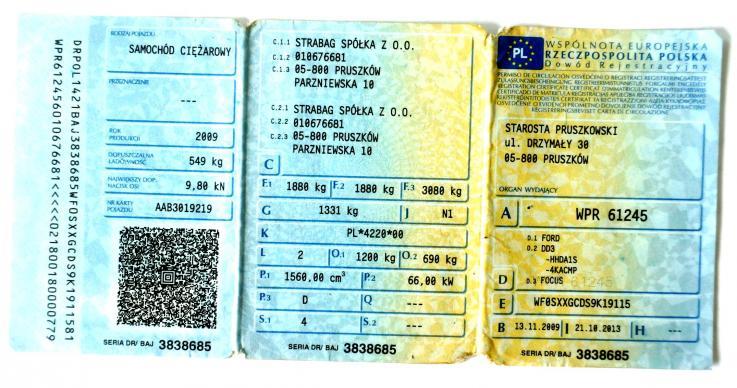 RODZAJ POJAZDU
SAMOCHÓD CIĘŻAROWY
PRZEZNACZENIE
---
ROK PRODUKCJI 2009
DOPUSZCZALNA ŁADOWNOŚĆ 549 kg
NAJWIĘKSZY DOP. NACISK OSI 9,80 kN
NR KARTY POJAZDU AAB3019219
SERIA DR/ BAJ 3838685
DRPOL1421BAJ3838685WF0SXXGCDS9K1911581
WPR6124560106766 81<<<<<0218001800007 79
C.1.1 STRABAG SPÓŁKA Z O.O.
C.1.2 010676681
C.1.3 05-800 PRUSZKÓW
PARZNIEWSKA 10
C.2.1 STRABAG SPÓŁKA Z O.O.
C.2.2 010676681
C.2.3 05-800 PRUSZKÓW
PARZNIEWSKA 10
C
F.1 1880 kg F.2 1880 kg F.3 3080 kg
G 1331 kg J N1
K PL*4220*00
L 2 O.1 1200 kg O.2 690 kg
P.1 1560,00 cm³ P.2 66,00 kW
P.3 D Q ---
S.1 4 S.2 ---
SERIA DR/ BAJ 3838685
PL
WSPÓLNOTA EUROPEJSKA
RZECZPOSPOLITA POLSKA
Dowód Rejestracyjny
STAROSTA PRUSZKOWSKI
ul. DRZYMAŁY 30
05-800 PRUSZKÓW
ORGAN WYDAJĄCY
A WPR 61245
D.1 FORD
D.2 DD3
-HHDA1S
-4KACMP
D D.3 FOCUS 61245
E WF0SXXGCDS9K19115
B 13.11.2009 I 21.10.2013 H ---
SERIA DR/ BAJ 3838685